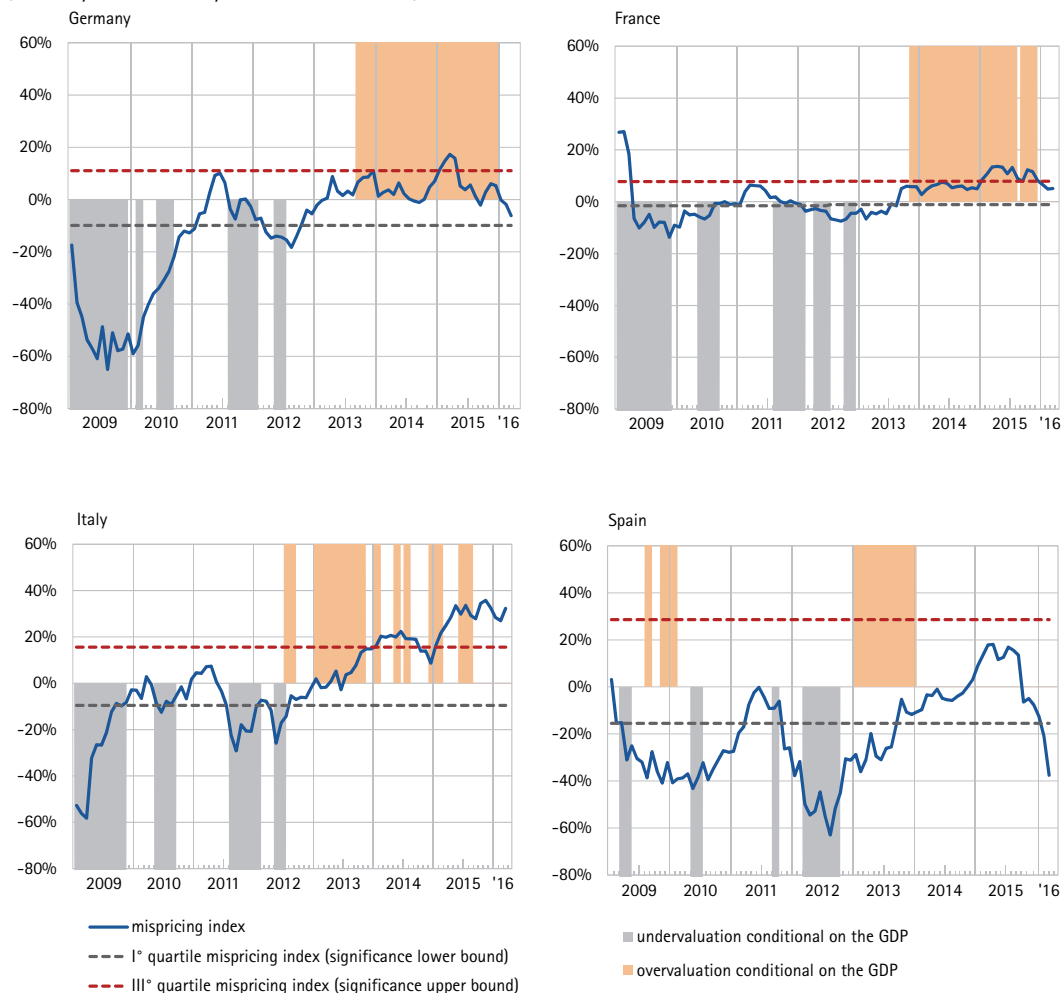 Germany
France
60%
40%
20%
0%
-20%
-40%
-60%
-80%
2009 2010 2011 2012 2013 2014 2015 '16
60%
40%
20%
0%
-20%
-40%
-60%
-80%
2009 2010 2011 2012 2013 2014 2015 '16
Italy
Spain
60%
40%
20%
0%
-20%
-40%
-60%
-80%
2009 2010 2011 2012 2013 2014 2015 '16
60%
40%
20%
0%
-20%
-40%
-60%
-80%
2009 2010 2011 2012 2013 2014 2015 '16
mispricing index
I° quartile mispricing index (significance lower bound)
III° quartile mispricing index (significance upper bound)
undervaluation conditional on the GDP
overvaluation conditional on the GDP